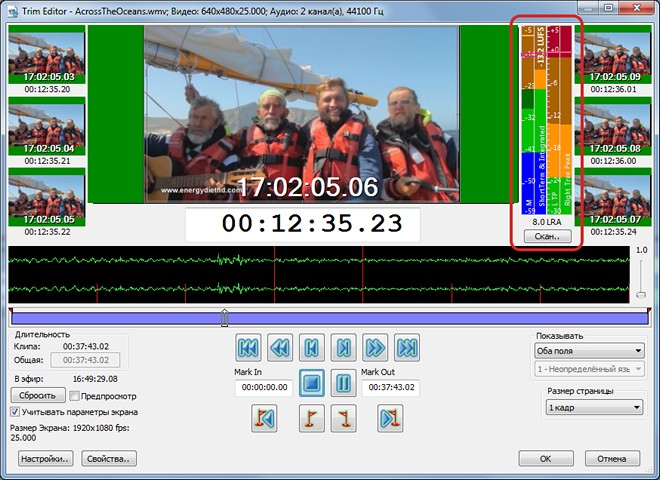 Trim Editor - AcrossTheOceans.wmv; Видео: 640x480x25.000; Аудио: 2 канал(а), 44100 Гц
17:02:05.03
00:12:35.20
17:02:05.04
00:12:35.21
17:02:05.05
00:12:35.22
www.energydiethd.com
17:02:05.06
00:12:35.23
-5
-23
-32
-41
-50
-59
M
-13.2 LUFS
ShortTerm & Integrated
+5
+0
-6
-12
-18
-24
-30
LTP
Right True Peak
8.0 LRA
Скан..
17:02:05.09
00:12:36.01
17:02:05.08
00:12:36.00
17:02:05.07
00:12:35.24
1.0
Длительность
Клипа: 00:37:43.02
Общая: 00:37:43.02
В эфир: 16:49:29.08
Сбросить
Предпросмотр
Учитывать параметры экрана
Размер Экрана: 1920x1080 fps:
25.000
Настройки..
Свойства..
Mark In
00:00:00.00
Mark Out
00:37:43.02
Показывать
Оба поля
1 - Неопределённый язь
Размер страницы
1 кадр
OK
Отмена